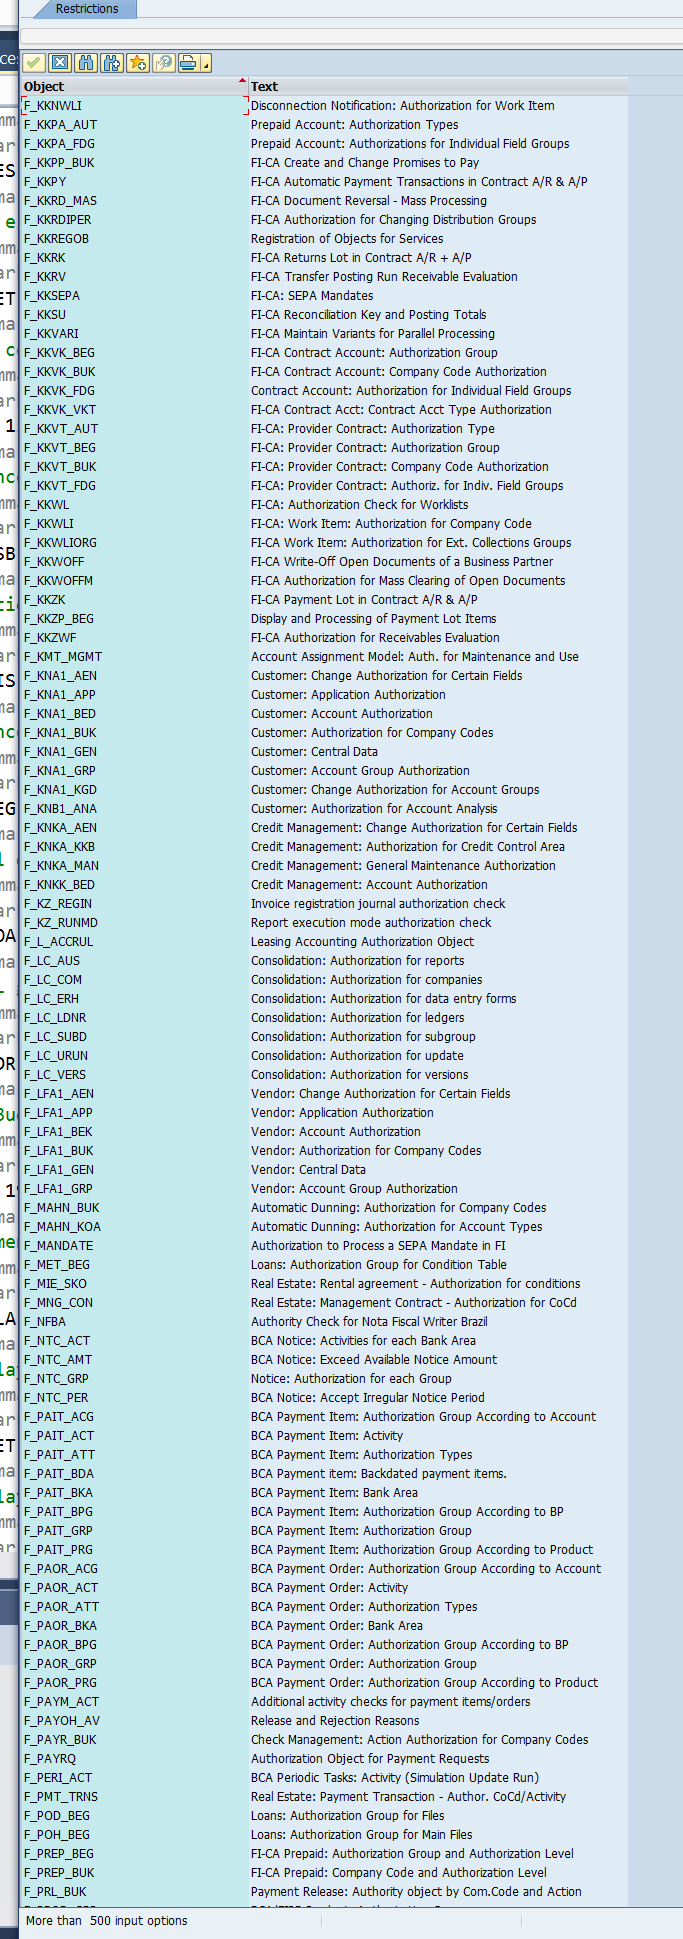 Restrictions
Object Text
F_KKNWLI Disconnection Notification: Authorization for Work Item
F_KKPA_AUT Prepaid Account: Authorization Types
F_KKPA_FDG Prepaid Account: Authorizations for Individual Field Groups
F_KKPP_BUK FI-CA Create and Change Promises to Pay
F_KKPY FI-CA Automatic Payment Transactions in Contract A/R & A/P
F_KKRD_MAS FI-CA Document Reversal - Mass Processing
F_KKRDIPER FI-CA Authorization for Changing Distribution Groups
F_KKREGOB Registration of Objects for Services
F_KKRK FI-CA Returns Lot in Contract A/R + A/P
F_KKRV FI-CA Transfer Posting Run Receivable Evaluation
F_KKSEPA FI-CA: SEPA Mandates
F_KKSU FI-CA Reconciliation Key and Posting Totals
F_KKVARI FI-CA Maintain Variants for Parallel Processing
F_KKVK_BEG FI-CA Contract Account: Authorization Group
F_KKVK_BUK FI-CA Contract Account: Company Code Authorization
F_KKVK_FDG Contract Account: Authorization for Individual Field Groups
F_KKVK_VKT FI-CA Contract Acct: Contract Acct Type Authorization
F_KKVT_AUT FI-CA: Provider Contract: Authorization Type
F_KKVT_BEG FI-CA: Provider Contract: Authorization Group
F_KKVT_BUK FI-CA: Provider Contract: Company Code Authorization
F_KKVT_FDG FI-CA: Provider Contract: Authoriz. for Indiv. Field Groups
F_KKWL FI-CA: Authorization Check for Worklists
F_KKWLI FI-CA: Work Item: Authorization for Company Code
F_KKWLIORG FI-CA Work Item: Authorization for Ext. Collections Groups
F_KKWOFF FI-CA Write-Off Open Documents of a Business Partner
F_KKWOFFM FI-CA Authorization for Mass Clearing of Open Documents
F_KKZK FI-CA Payment Lot in Contract A/R & A/P
F_KKZP_BEG Display and Processing of Payment Lot Items
F_KKZWF FI-CA Authorization for Receivables Evaluation
F_KMT_MGMT Account Assignment Model: Auth. for Maintenance and Use
F_KNA1_AEN Customer: Change Authorization for Certain Fields
F_KNA1_APP Customer: Application Authorization
F_KNA1_BED Customer: Account Authorization
F_KNA1_BUK Customer: Authorization for Company Codes
F_KNA1_GEN Customer: Central Data
F_KNA1_GRP Customer: Account Group Authorization
F_KNA1_KGD Customer: Change Authorization for Account Groups
F_KNB1_ANA Customer: Authorization for Account Analysis
F_KNKA_AEN Credit Management: Change Authorization for Certain Fields
F_KNKA_KKB Credit Management: Authorization for Credit Control Area
F_KNKA_MAN Credit Management: General Maintenance Authorization
F_KNKK_BED Credit Management: Account Authorization
F_KZ_REGIN Invoice registration journal authorization check
F_KZ_RUNMD Report execution mode authorization check
F_L_ACCRUL Leasing Accounting Authorization Object
F_LC_AUS Consolidation: Authorization for reports
F_LC_COM Consolidation: Authorization for companies
F_LC_ERH Consolidation: Authorization for data entry forms
F_LC_LDNR Consolidation: Authorization for ledgers
F_LC_SUBD Consolidation: Authorization for subgroup
F_LC_URUN Consolidation: Authorization for update
F_LC_VERS Consolidation: Authorization for versions
F_LFA1_AEN Vendor: Change Authorization for Certain Fields
F_LFA1_APP Vendor: Application Authorization
F_LFA1_BEK Vendor: Account Authorization
F_LFA1_BUK Vendor: Authorization for Company Codes
F_LFA1_GEN Vendor: Central Data
F_LFA1_GRP Vendor: Account Group Authorization
F_MAHN_BUK Automatic Dunning: Authorization for Company Codes
F_MAHN_KOA Automatic Dunning: Authorization for Account Types
F_MANDATE Authorization to Process a SEPA Mandate in FI
F_MET_BEG Loans: Authorization Group for Condition Table
F_MIE_SKO Real Estate: Rental agreement - Authorization for conditions
F_MNG_CON Real Estate: Management Contract - Authorization for CoCd
F_NFBA Authority Check for Nota Fiscal Writer Brazil
F_NTC_ACT BCA Notice: Activities for each Bank Area
F_NTC_AMT BCA Notice: Exceed Available Notice Amount
F_NTC_GRP Notice: Authorization for each Group
F_NTC_PER BCA Notice: Accept Irregular Notice Period
F_PAIT_ACG BCA Payment Item: Authorization Group According to Account
F_PAIT_ACT BCA Payment Item: Activity
F_PAIT_ATT BCA Payment Item: Authorization Types
F_PAIT_BDA BCA Payment item: Backdated payment items.
F_PAIT_BKA BCA Payment Item: Bank Area
F_PAIT_BPG BCA Payment Item: Authorization Group According to BP
F_PAIT_GRP BCA Payment Item: Authorization Group
F_PAIT_PRG BCA Payment Item: Authorization Group According to Product
F_PAOR_ACG BCA Payment Order: Authorization Group According to Account
F_PAOR_ACT BCA Payment Order: Activity
F_PAOR_ATT BCA Payment Order: Authorization Types
F_PAOR_BKA BCA Payment Order: Bank Area
F_PAOR_BPG BCA Payment Order: Authorization Group According to BP
F_PAOR_GRP BCA Payment Order: Authorization Group
F_PAOR_PRG BCA Payment Order: Authorization Group According to Product
F_PAYM_ACT Additional activity checks for payment items/orders
F_PAYOH_AV Release and Rejection Reasons
F_PAYR_BUK Check Management: Action Authorization for Company Codes
F_PAYRQ Authorization Object for Payment Requests
F_PERI_ACT BCA Periodic Tasks: Activity (Simulation Update Run)
F_PMT_TRNS Real Estate: Payment Transaction - Author. CoCd/Activity
F_POD_BEG Loans: Authorization Group for Files
F_POH_BEG Loans: Authorization Group for Main Files
F_PREP_BEG FI-CA Prepaid: Authorization Group and Authorization Level
F_PREP_BUK FI-CA Prepaid: Company Code and Authorization Level
F_PRL_BUK Payment Release: Authority object by Com.Code and Action
More than 500 input options